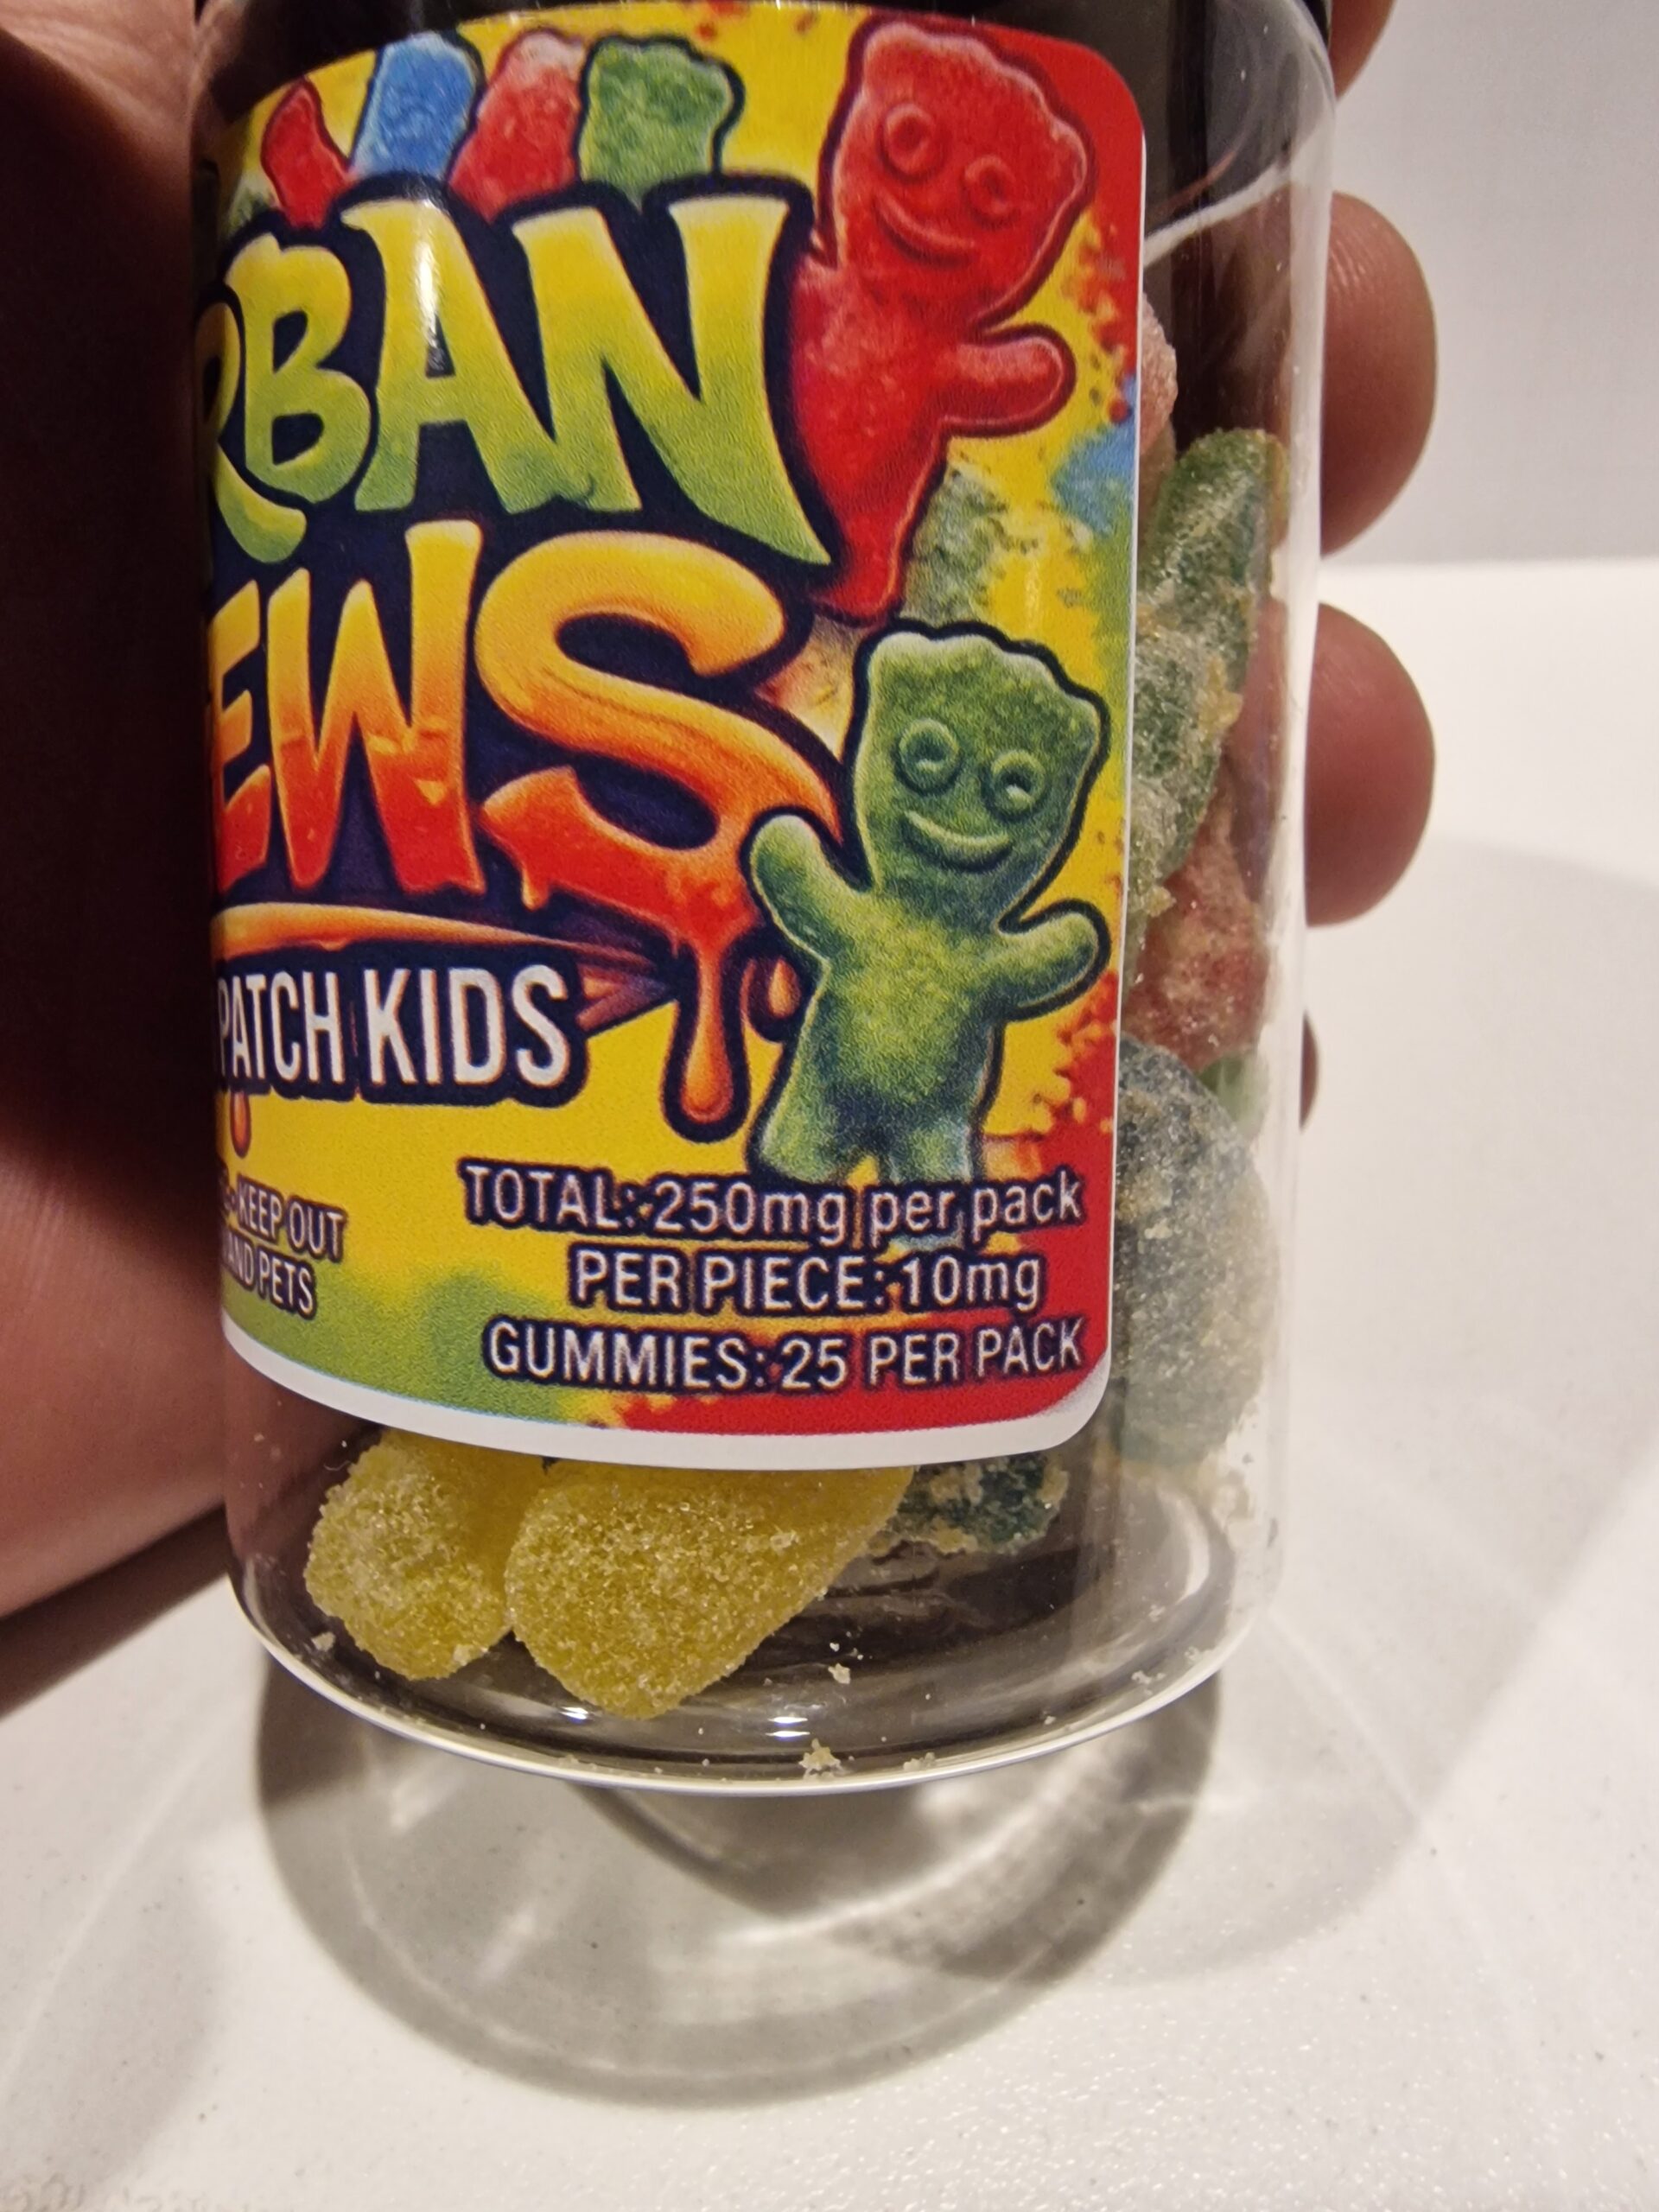 RBAN
EWS
PATCH KIDS
KEEP OUT
AND PETS
TOTAL: 250mg per pack
PER PIECE: 10mg
GUMMIES: 25 PER PACK